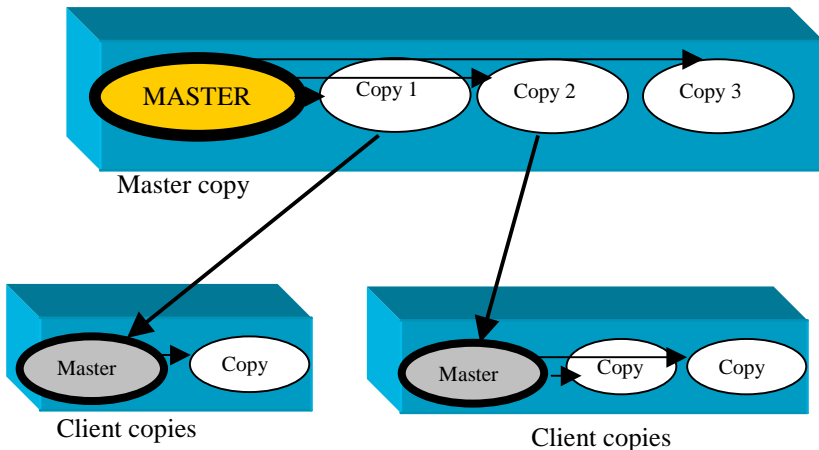 MASTER
Copy 1
Copy 2
Copy 3
Master copy
Master
Copy
Client copies
Master
Copy
Copy
Client copies